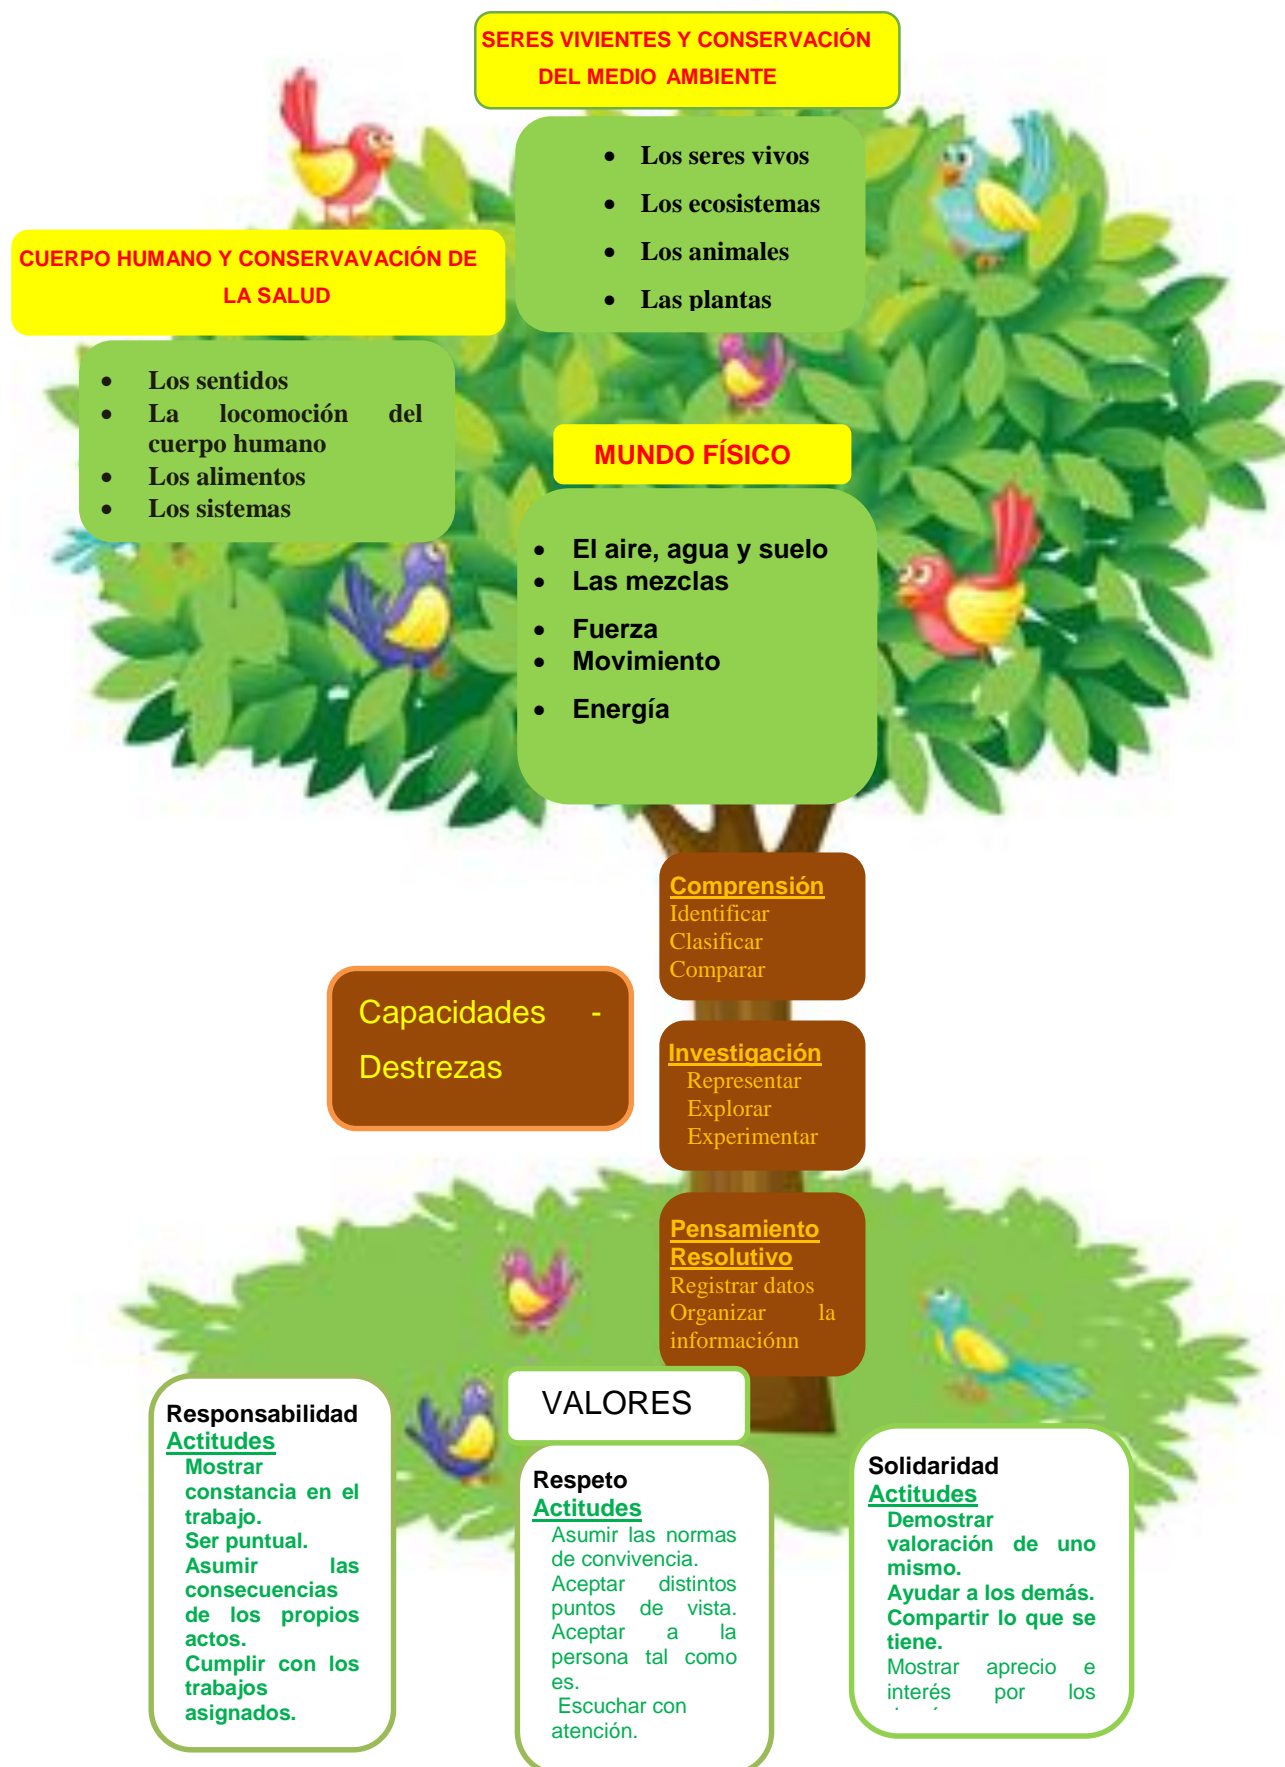 SERES VIVIENTES Y CONSERVACIÓN
DEL MEDIO AMBIENTE
• Los seres vivos
• Los ecosistemas
• Los animales
• Las plantas
CUERPO HUMANO Y CONSERVAVACIÓN DE
LA SALUD
• Los sentidos
• La locomoción del
cuerpo humano
• Los alimentos
• Los sistemas
MUNDO FÍSICO
• El aire, agua y suelo
• Las mezclas
• Fuerza
• Movimiento
• Energía
Comprensión
Identificar
Clasificar
Comparar
Capacidades -
Destrezas
Investigación
Representar
Explorar
Experimentar
Pensamiento
Resolutivo
Registrar datos
Organizar la
informaciónn
VALORES
Responsabilidad
Actitudes
Mostrar
constancia en el
trabajo.
Ser puntual.
Asumir las
consecuencias
de los propios
actos.
Cumplir con los
trabajos
asignados.
Respeto
Actitudes
Asumir las normas
de convivencia.
Aceptar distintos
puntos de vista.
Aceptar a la
persona tal como
es.
Escuchar con
atención.
Solidaridad
Actitudes
Demostrar
valoración de uno
mismo.
Ayudar a los demás.
Compartir lo que se
tiene.
Mostrar aprecio e
interés por los